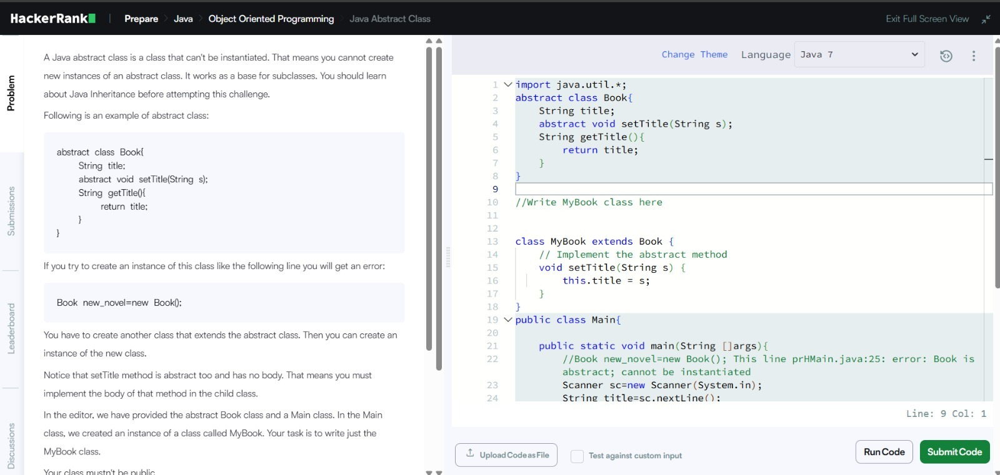 HackerRank | Prepare > Java > Object Oriented Programming > Java Abstract Class
Exit Full Screen View
Problem
Submissions
Leaderboard
Discussions
A Java abstract class is a class that can't be instantiated. That means you cannot create
new instances of an abstract class. It works as a base for subclasses. You should learn
about Java Inheritance before attempting this challenge.
Following is an example of abstract class:
abstract class Book{
String title;
abstract void setTitle(String s);
String getTitle(){
return title;
}
}
If you try to create an instance of this class like the following line you will get an error:
Book new_novel=new Book();
You have to create another class that extends the abstract class. Then you can create an
instance of the new class.
Notice that setTitle method is abstract too and has no body. That means you must
implement the body of that method in the child class.
In the editor, we have provided the abstract Book class and a Main class. In the Main
class, we created an instance of a class called MyBook. Your task is to write just the
MyBook class.
Your class mustn't be public
Change Theme Language Java 7
1 import java.util.*;
2 abstract class Book{
3 String title;
4 abstract void setTitle(String s);
5 String getTitle(){
6 return title;
7 }
8 }
9
10 //Write MyBook class here
11
12
13 class MyBook extends Book {
14 // Implement the abstract method
15 void setTitle(String s) {
16 this.title = s;
17 }
18 }
19 public class Main{
20
21 public static void main(String []args){
22 //Book new_novel=new Book(); This line prHMain.java:25: error: Book is
abstract; cannot be instantiated
23 Scanner sc=new Scanner(System.in);
24 String title=sc.nextLine();
Line: 9 Col: 1
Upload Code as File
Test against custom input
Run Code
Submit Code